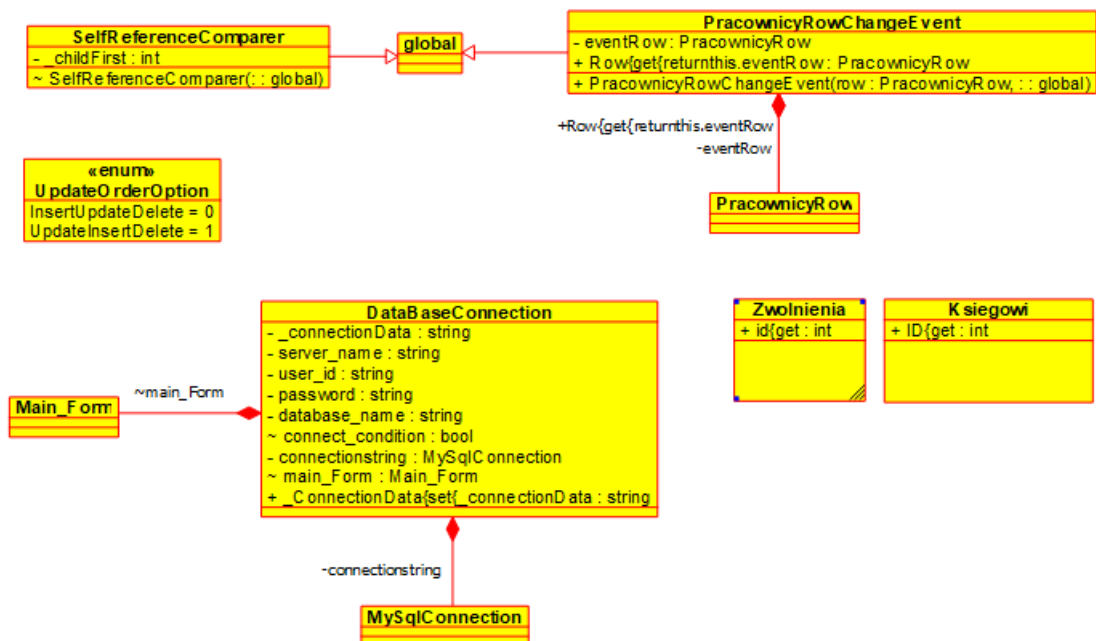 SelfReferenceComparer
- _childFirst : int
~ SelfReferenceComparer(: : global)
global
PracownicyRowChangeEvent
- eventRow : PracownicyRow
+ Row{get{returnthis.eventRow : PracownicyRow
+ PracownicyRowChangeEvent(row : PracownicyRow, : : global)
+Row{get{returnthis.eventRow
-eventRow
PracownicyRow
«enum»
UpdateOrderOption
InsertUpdateDelete = 0
UpdateInsertDelete = 1
DataBaseConnection
- _connectionData : string
- server_name : string
- user_id : string
- password : string
- database_name : string
~ connect_condition : bool
- connectionstring : MySqlConnection
~ main_Form : Main_Form
+ _ConnectionData{set{_connectionData : string
Zwolnienia
+ id{get : int
Ksiegowi
+ ID{get : int
~main_Form
Main_Form
-connectionstring
MySqlConnection